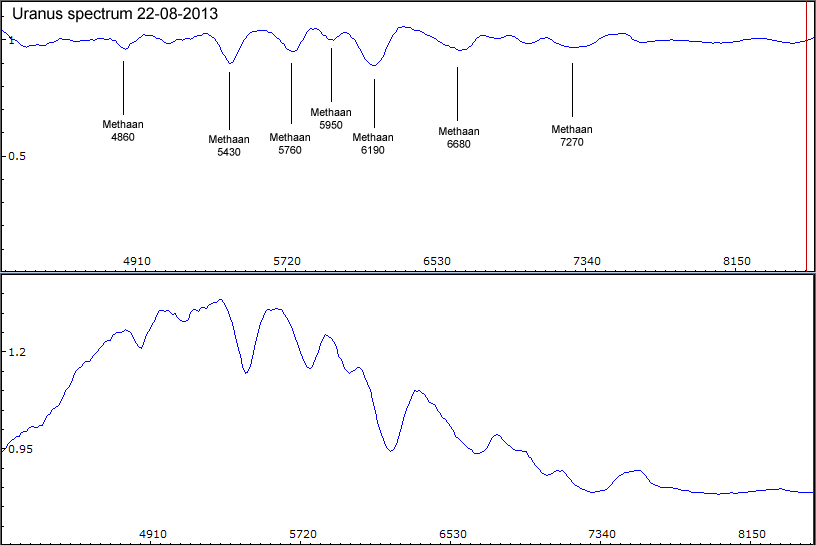 Uranus spectrum 22-08-2013
1
Methaan
4860
Methaan
5430
Methaan
5760
Methaan
5950
Methaan
6190
Methaan
6680
Methaan
7270
0.5
4910 5720 6530 7340 8150
1.2
0.95
4910 5720 6530 7340 8150